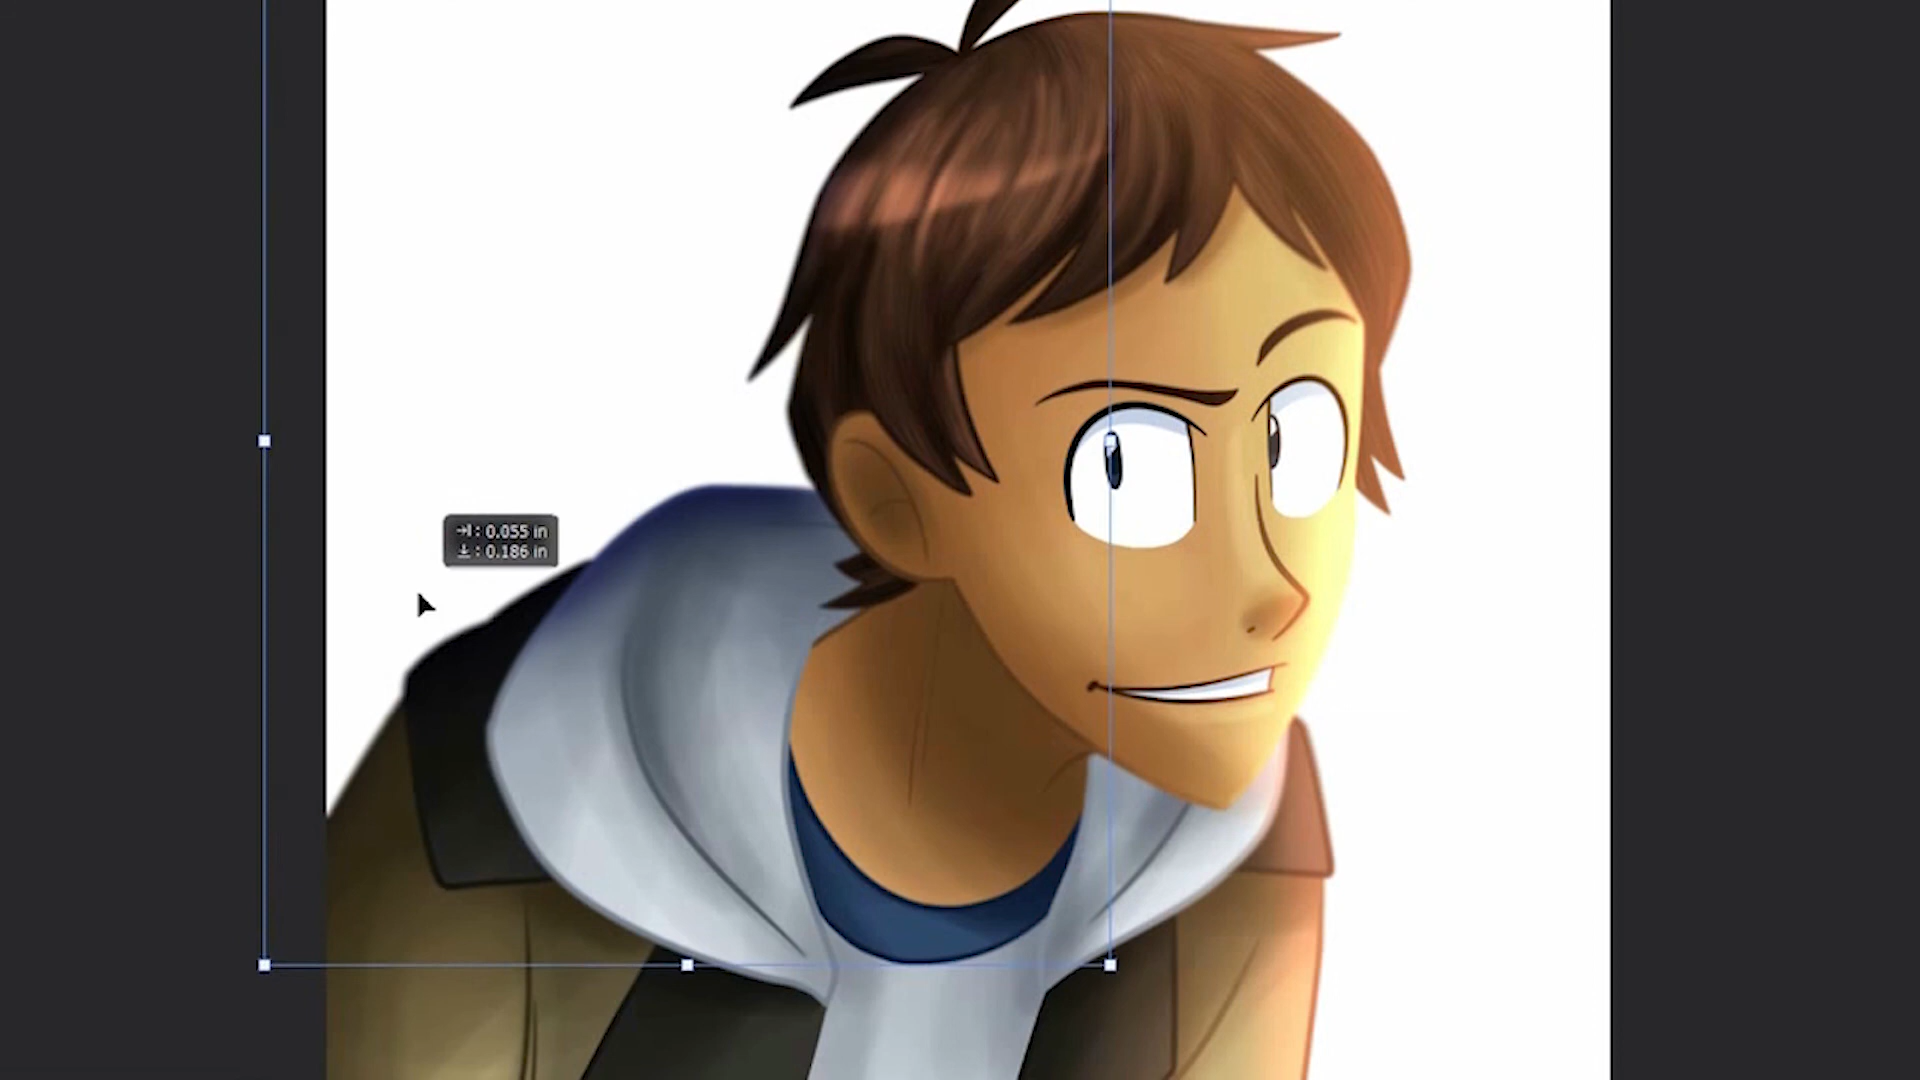 →I : 0.055 in
↓ : 0.186 in